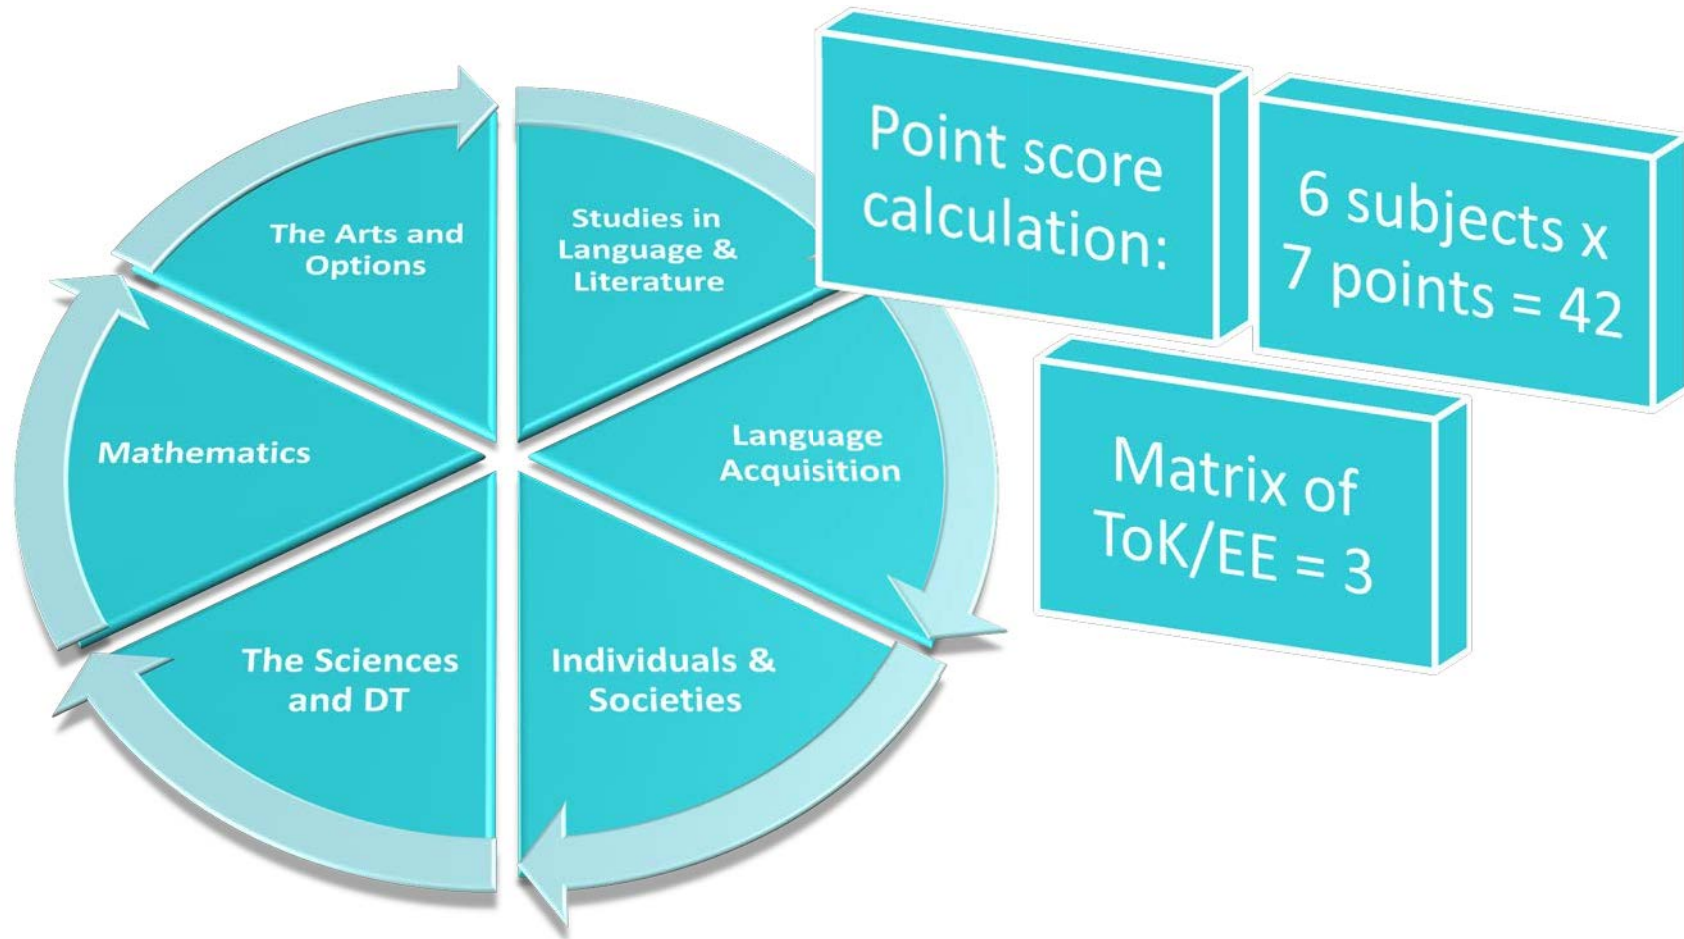 The Arts and
Options
Studies in
Language &
Literature
Language
Acquisition
Individuals &
Societies
The Sciences
and DT
Mathematics
Point score
calculation:
6 subjects x
7 points = 42
Matrix of
ToK/EE = 3